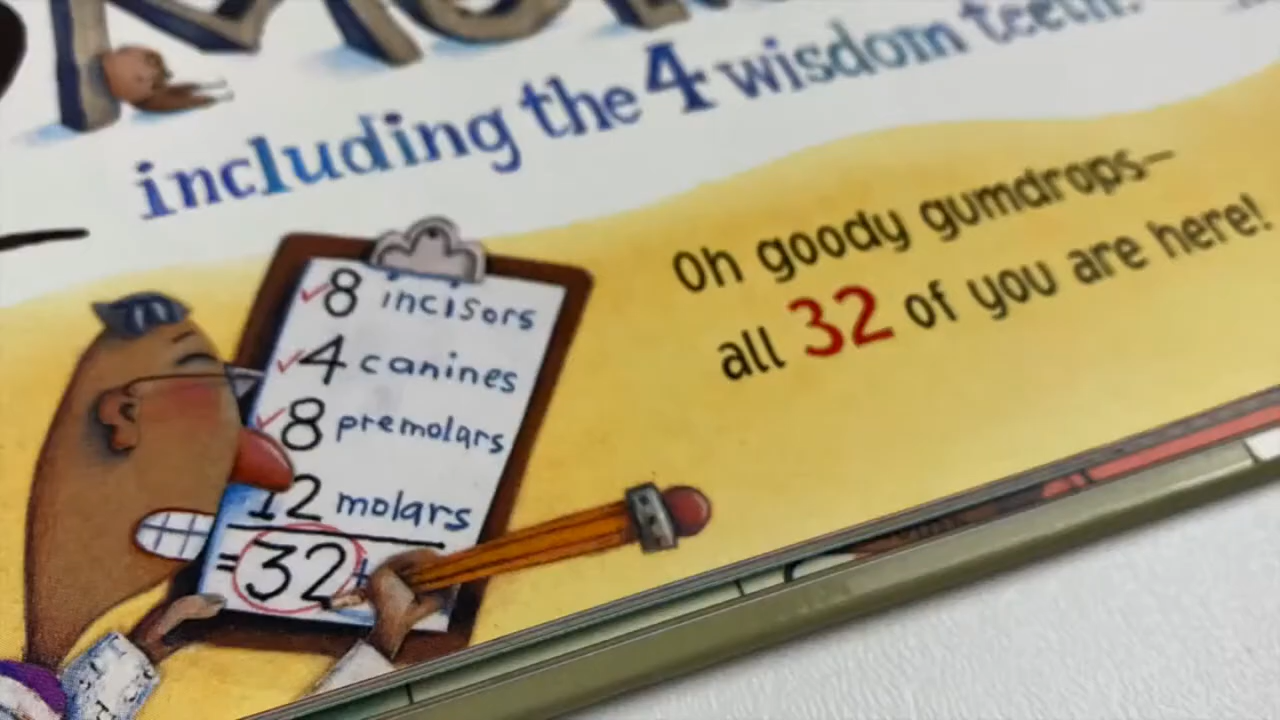 including the 4 wisdom teeth.
Oh goody gumdrops—
all 32 of you are here!
8 incisors
4 canines
8 premolars
12 molars
=32